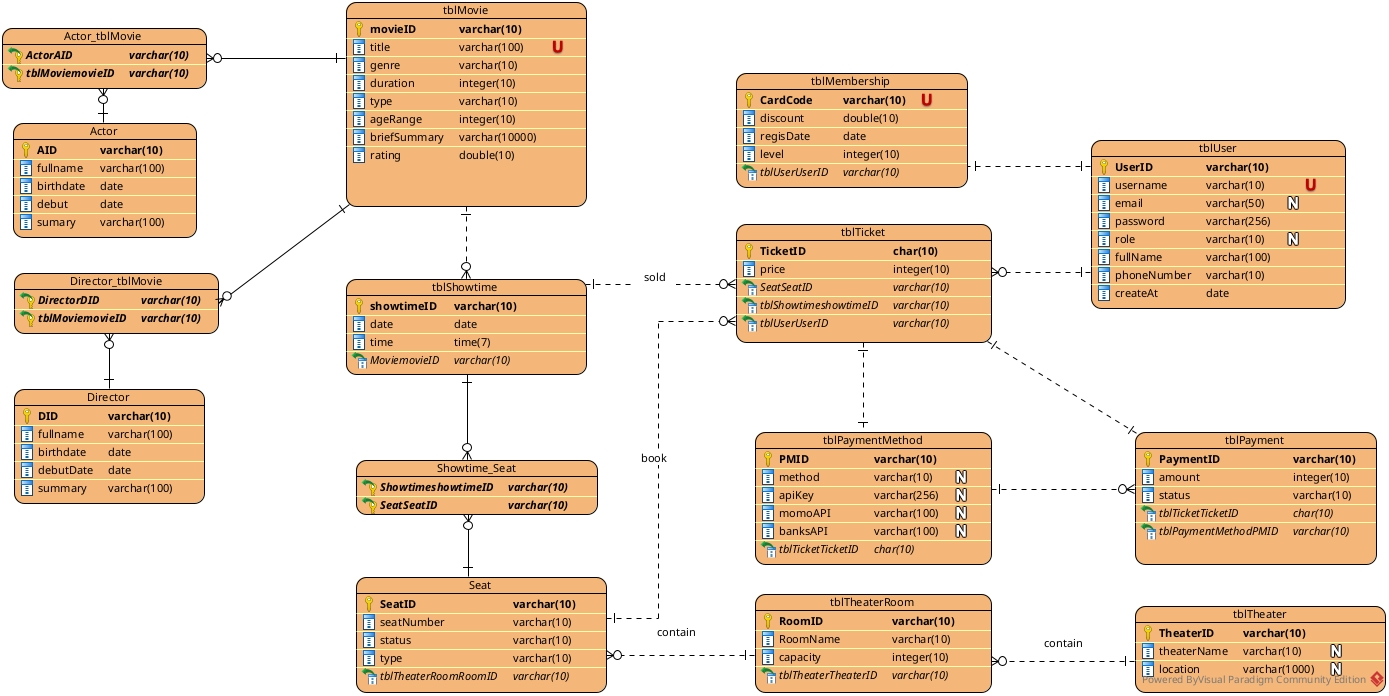 tblMovie
movieID varchar(10)
title varchar(100) U
genre varchar(10)
duration integer(10)
type varchar(10)
ageRange integer(10)
briefSummary varchar(10000)
rating double(10)
Actor_tblMovie
ActorAID varchar(10)
tblMoviemovieID varchar(10)
Actor
AID varchar(10)
fullname varchar(100)
birthdate date
debut date
sumary varchar(100)
Director_tblMovie
DirectorDID varchar(10)
tblMoviemovieID varchar(10)
Director
DID varchar(10)
fullname varchar(100)
birthdate date
debutDate date
summary varchar(100)
tblShowtime
showtimeID varchar(10)
date date
time time(7)
MoviemovieID varchar(10)
Showtime_Seat
ShowtimeshowtimeID varchar(10)
SeatSeatID varchar(10)
Seat
SeatID varchar(10)
seatNumber varchar(10)
status varchar(10)
type varchar(10)
tblTheaterRoomRoomID varchar(10)
sold
book
contain
tblMembership
CardCode varchar(10) U
discount double(10)
regisDate date
level integer(10)
tblUserUserID varchar(10)
tblUser
UserID varchar(10)
username varchar(10) U
email varchar(50) N
password varchar(256)
role varchar(10) N
fullName varchar(100)
phoneNumber varchar(10)
createAt date
tblTicket
TicketID char(10)
price integer(10)
SeatSeatID varchar(10)
tblShowtimeshowtimeID varchar(10)
tblUserUserID varchar(10)
tblPaymentMethod
PMID varchar(10)
method varchar(10) N
apiKey varchar(256) N
momoAPI varchar(100) N
banksAPI varchar(100) N
tblTicketTicketID char(10)
tblPayment
PaymentID varchar(10)
amount integer(10)
status varchar(10)
tblTicketTicketID char(10)
tblPaymentMethodPMID varchar(10)
tblTheaterRoom
RoomID varchar(10)
RoomName varchar(10)
capacity integer(10)
tblTheaterTheaterID varchar(10)
contain
tblTheater
TheaterID varchar(10)
theaterName varchar(10) N
location varchar(1000) N
Powered ByVisual Paradigm Community Edition